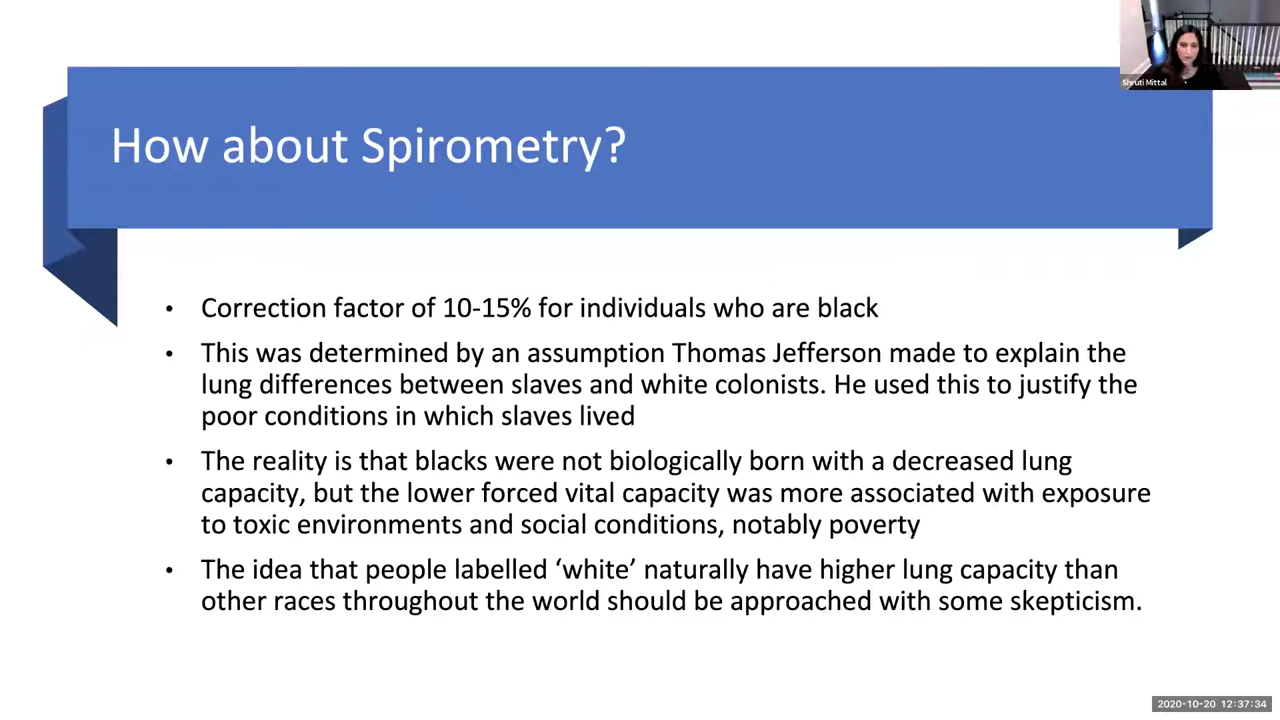 Shruti Mittal
How about Spirometry?
• Correction factor of 10-15% for individuals who are black
• This was determined by an assumption Thomas Jefferson made to explain the
lung differences between slaves and white colonists. He used this to justify the
poor conditions in which slaves lived
• The reality is that blacks were not biologically born with a decreased lung
capacity, but the lower forced vital capacity was more associated with exposure
to toxic environments and social conditions, notably poverty
• The idea that people labelled ‘white’ naturally have higher lung capacity than
other races throughout the world should be approached with some skepticism.
2020-10-20 12:37:34